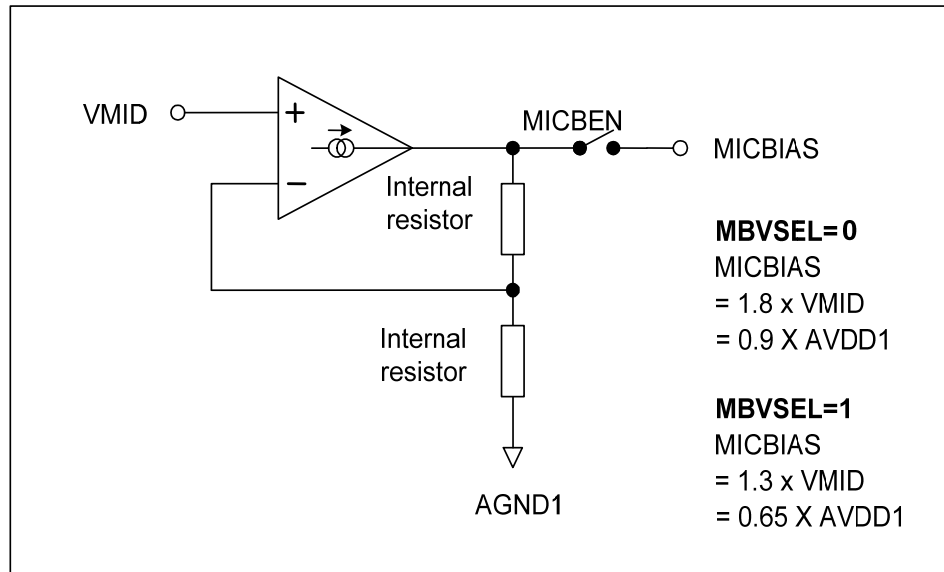 VMID
+
−
MICBEN
MICBIAS
Internal
resistor
Internal
resistor
AGND1
MBVSEL=0
MICBIAS
= 1.8 x VMID
= 0.9 X AVDD1
MBVSEL=1
MICBIAS
= 1.3 x VMID
= 0.65 X AVDD1